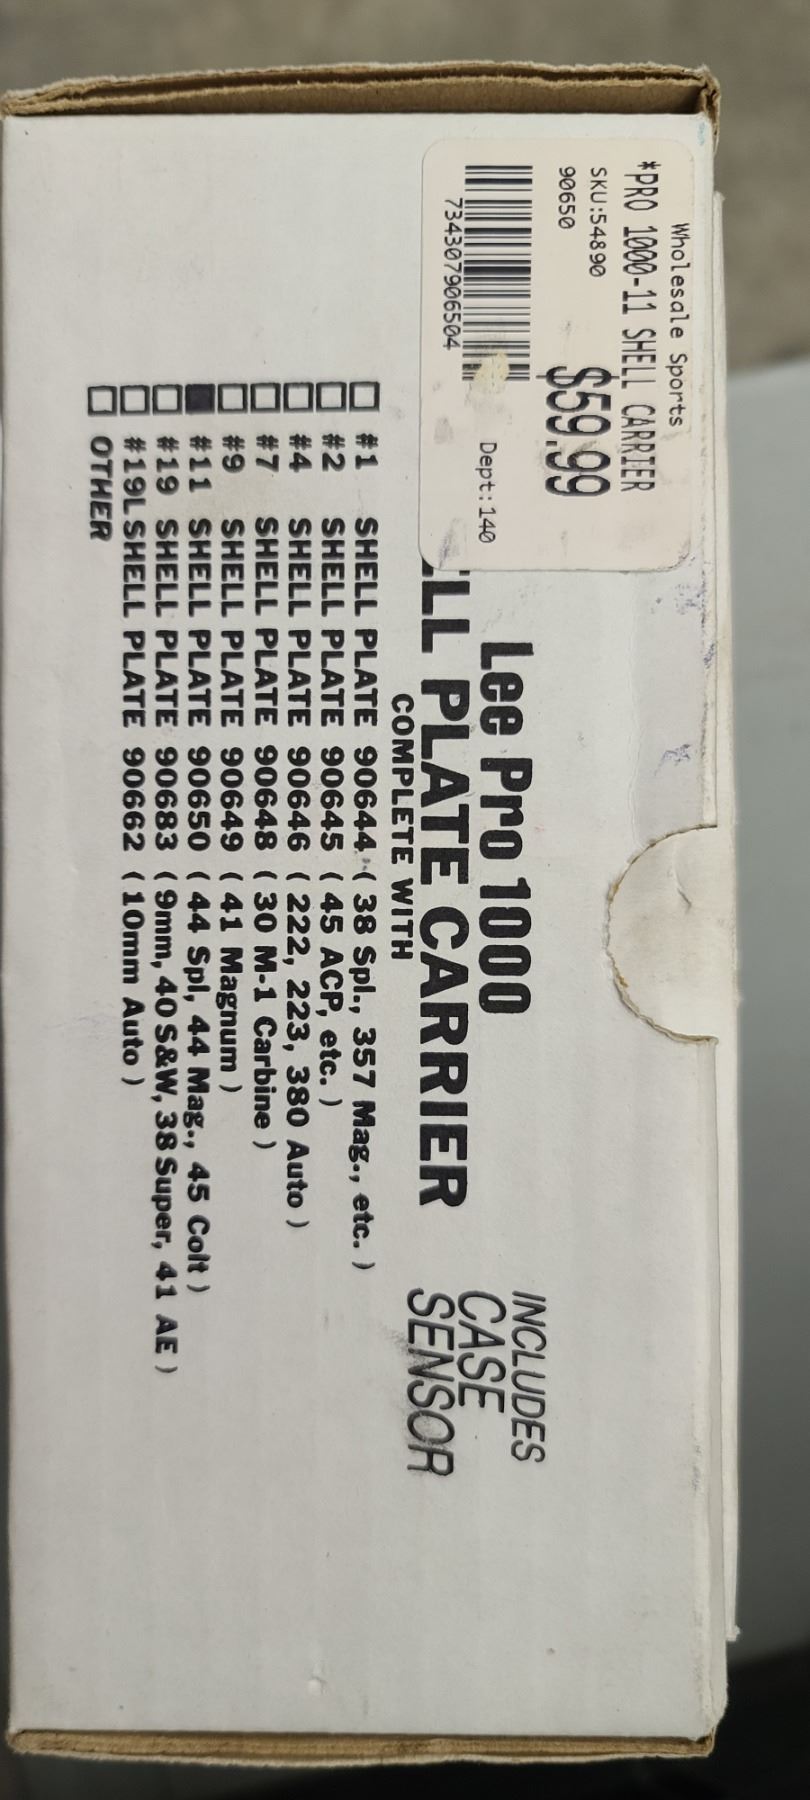 Wholesale Sports
*PRO 1000-11 SHELL CARRIER
SKU:54890
90650
$59.99
734307906504
Dept:140
Lee Pro 1000
LL PLATE CARRIER
COMPLETE WITH
INCLUDES
CASE
SENSOR
#1 SHELL PLATE 90644 ( 38 Spl., 357 Mag., etc. )
#2 SHELL PLATE 90645 ( 45 ACP, etc. )
#4 SHELL PLATE 90646 ( 222, 223, 380 Auto )
#7 SHELL PLATE 90648 ( 30 M-1 Carbine )
#9 SHELL PLATE 90649 ( 41 Magnum )
#11 SHELL PLATE 90650 ( 44 Spl, 44 Mag., 45 Colt )
#19 SHELL PLATE 90683 ( 9mm, 40 S&W, 38 Super, 41 AE )
#19L SHELL PLATE 90662 ( 10mm Auto )
OTHER